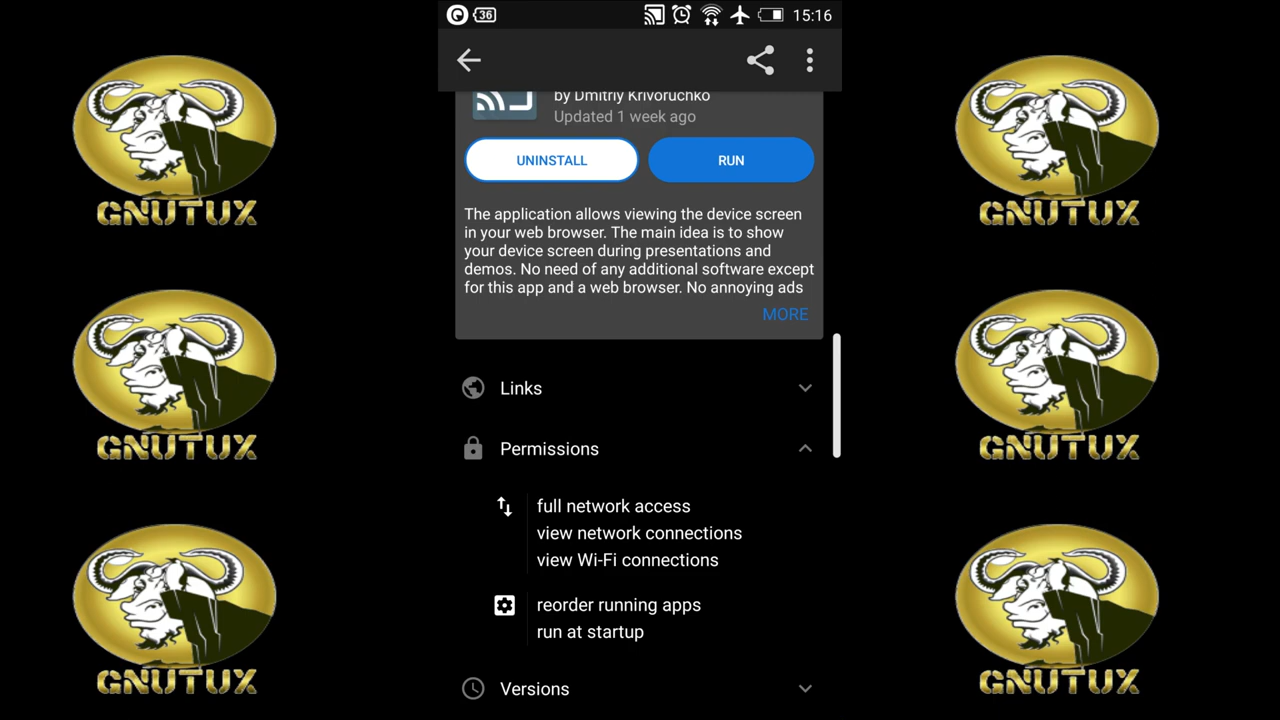 36
15:16
by Dmitriy Krivoruchko
Updated 1 week ago
UNINSTALL
RUN
The application allows viewing the device screen
in your web browser. The main idea is to show
your device screen during presentations and
demos. No need of any additional software except
for this app and a web browser. No annoying ads
MORE
Links
Permissions
full network access
view network connections
view Wi-Fi connections
reorder running apps
run at startup
Versions
GNUTUX
GNUTUX
GNUTUX
GNUTUX
GNUTUX
GNUTUX